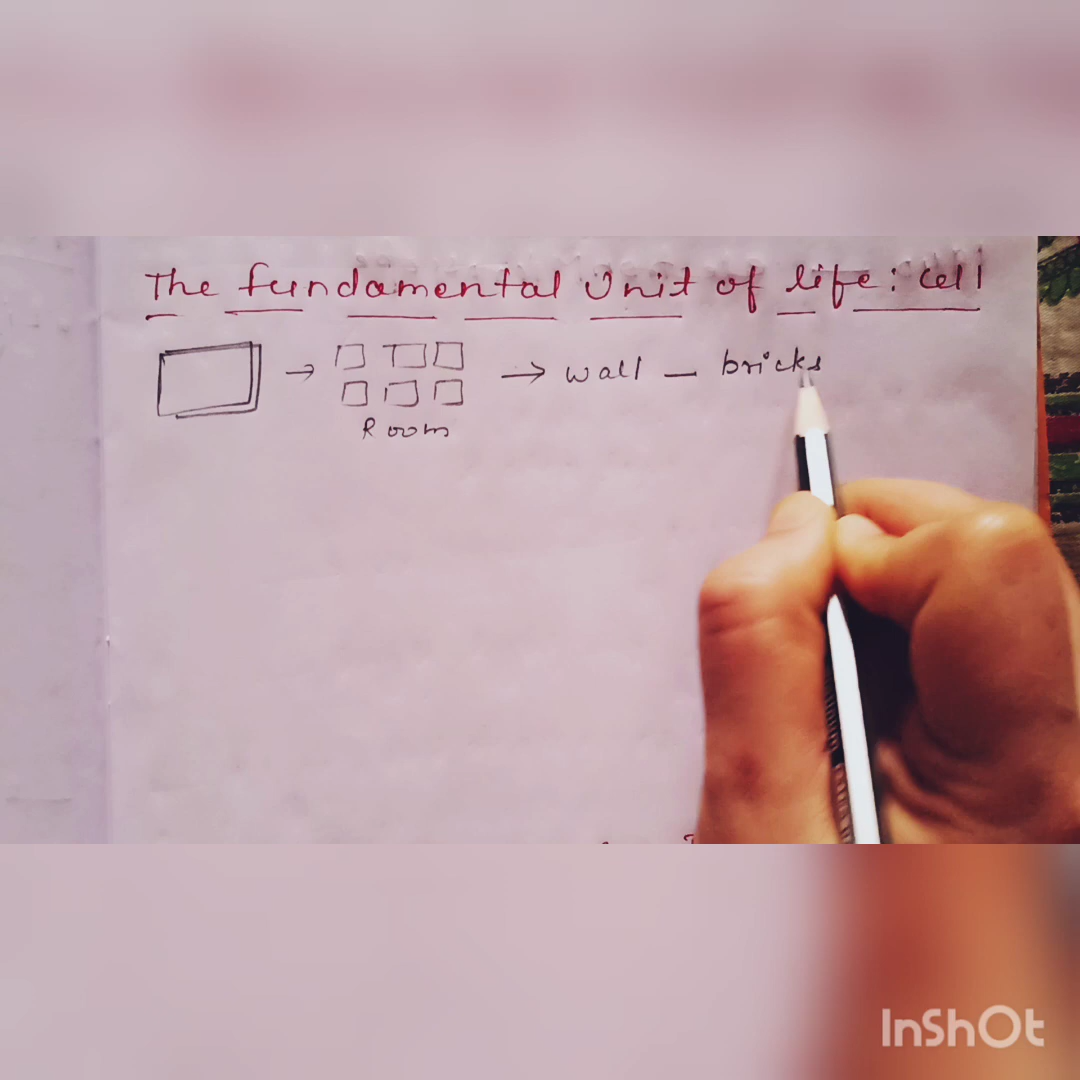 The fundamental Unit of life : cell
→ → wall — bricks
Room
InShOt